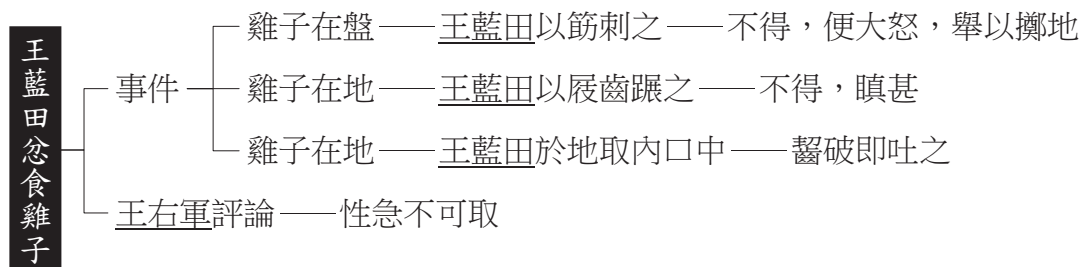 王藍田忿食雞子
事件
雞子在盤——王藍田以筯刺之——不得，便大怒，舉以擲地
雞子在地——王藍田以屐齒蹍之——不得，瞋甚
雞子在地——王藍田於地取內口中——齧破即吐之
王右軍評論——性急不可取